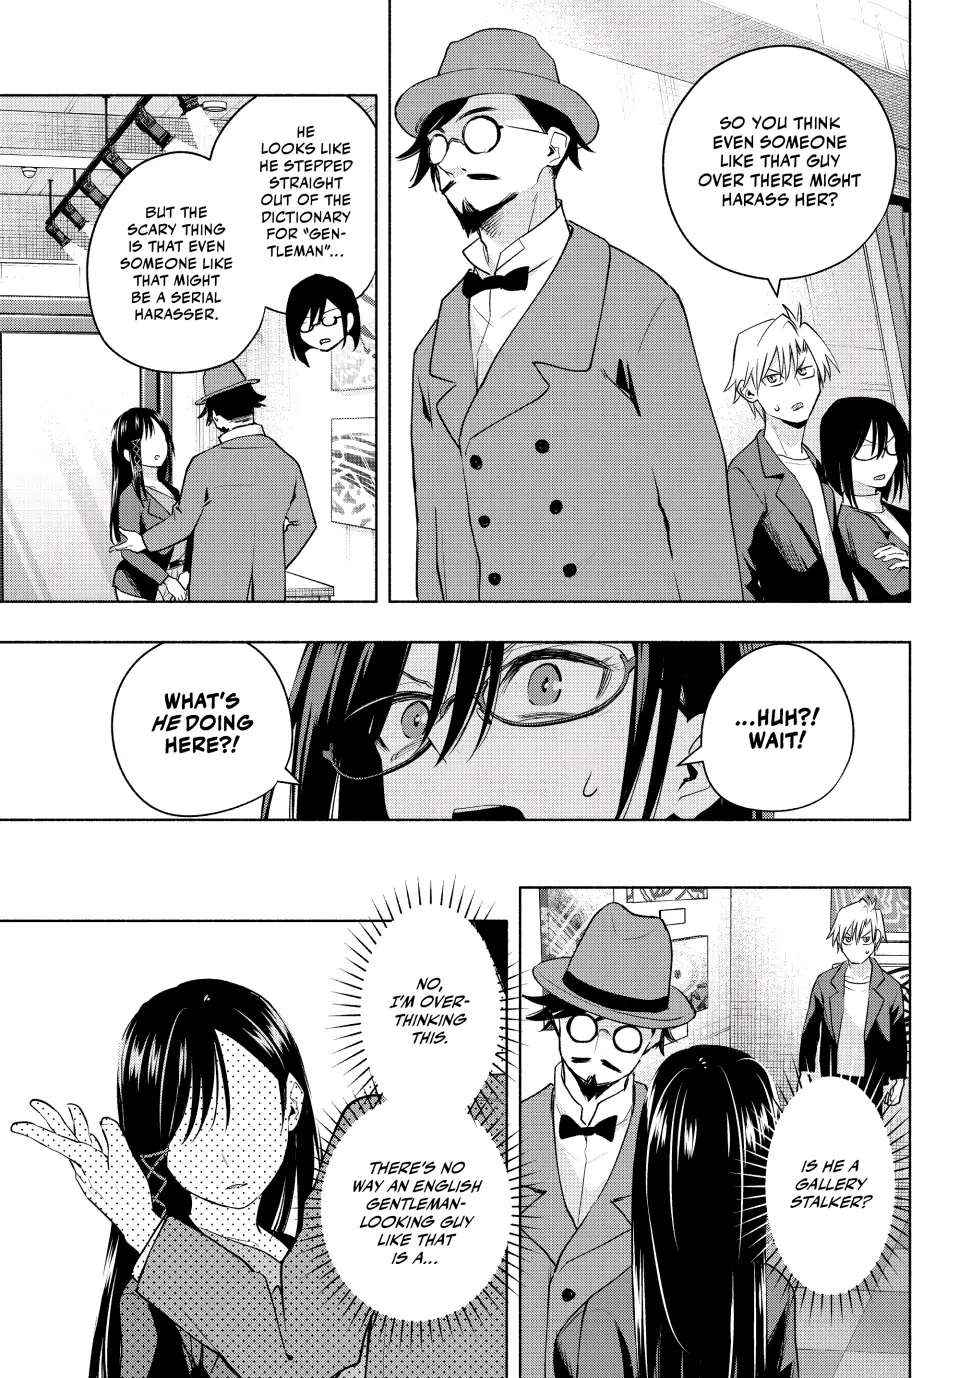 SO YOU THINK
EVEN SOMEONE
LIKE THAT GUY
OVER THERE MIGHT
HARASS HER?
HE
LOOKS LIKE
HE STEPPED
STRAIGHT
OUT OF THE
DICTIONARY
FOR "GEN-
TLEMAN"...
BUT THE
SCARY THING
IS THAT EVEN
SOMEONE LIKE
THAT MIGHT
BE A SERIAL
HARASSER.
...HUH?!
WAIT!
WHAT'S
HE DOING
HERE?!
IS HE A
GALLERY
STALKER?
NO,
I'M OVER-
THINKING
THIS.
THERE'S NO
WAY AN ENGLISH
GENTLEMAN-
LOOKING GUY
LIKE THAT
IS A...